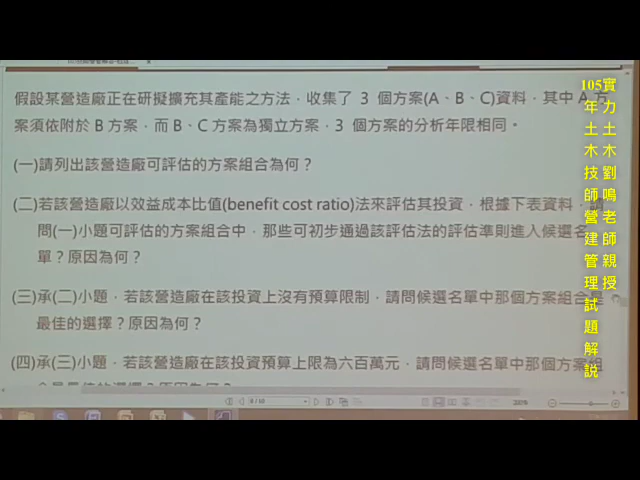 假設某營造廠正在研擬擴充其產能之方法，收集了 3 個方案(A、B、C)資料，其中 A 方
案須依附於 B 方案，而 B、C 方案為獨立方案，3 個方案的分析年限相同。
(一)請列出該營造廠可評估的方案組合為何？
(二)若該營造廠以效益成本比值(benefit cost ratio)法來評估其投資，根據下表資料，請
問(一)小題可評估的方案組合中，那些可初步通過該評估法的評估準則進入候選名
單？原因為何？
(三)承(二)小題，若該營造廠在該投資上沒有預算限制，請問候選名單中那個方案組合是
最佳的選擇？原因為何？
(四)承(三)小題，若該營造廠在該投資預算上限為六百萬元，請問候選名單中那個方案組
8 / 10
實力土木劉鳴老師親授
105年土木技師營建管理試題解說